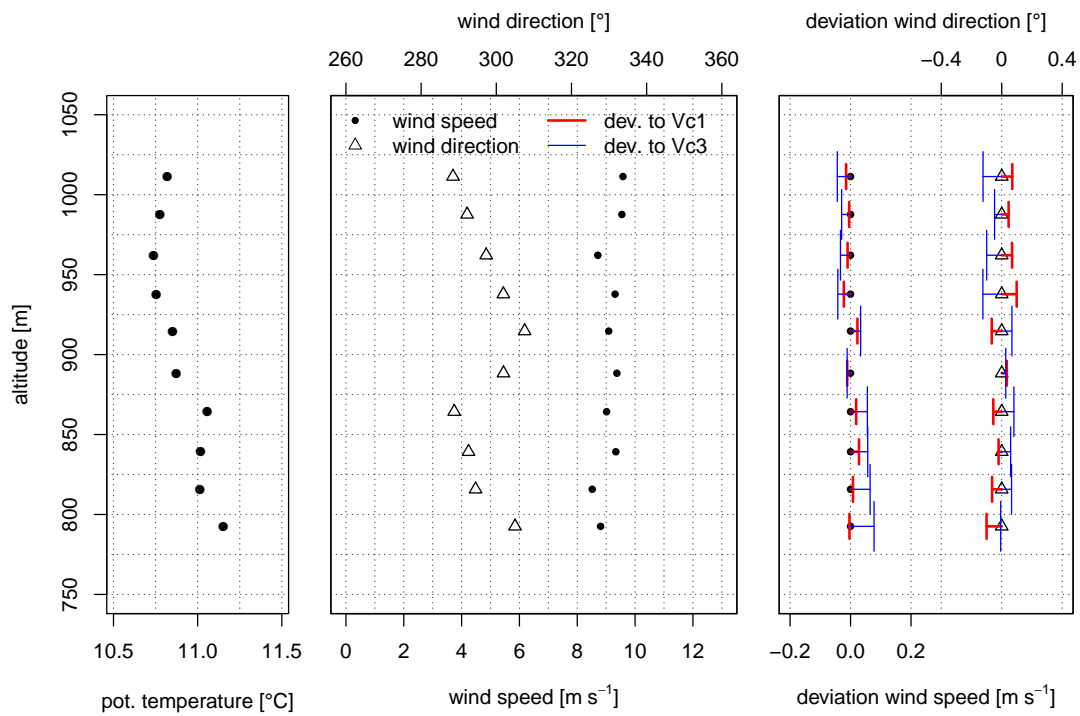 wind direction [°]
deviation wind direction [°]
260 280 300 320 340 360
−0.4 0 0.4
wind speed
wind direction
dev. to Vc1
dev. to Vc3
altitude [m]
1050
1000
950
900
850
800
750
10.5 11.0 11.5
0 2 4 6 8 10 12
−0.2 0.0 0.2
pot. temperature [°C]
wind speed [m s⁻¹]
deviation wind speed [m s⁻¹]